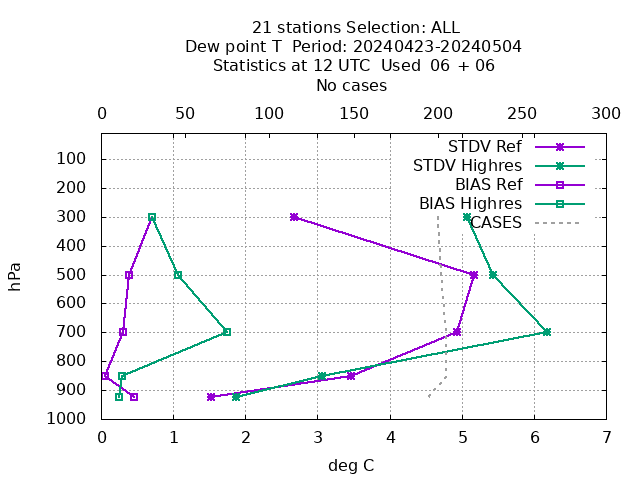 21 stations Selection: ALL
Dew point T  Period: 20240423-20240504
Statistics at 12 UTC  Used  06 + 06
No cases
0 50 100 150 200 250 300
STDV Ref
STDV Highres
BIAS Ref
BIAS Highres
CASES
100
200
300
400
500
600
700
800
900
1000
hPa
0 1 2 3 4 5 6 7
deg C